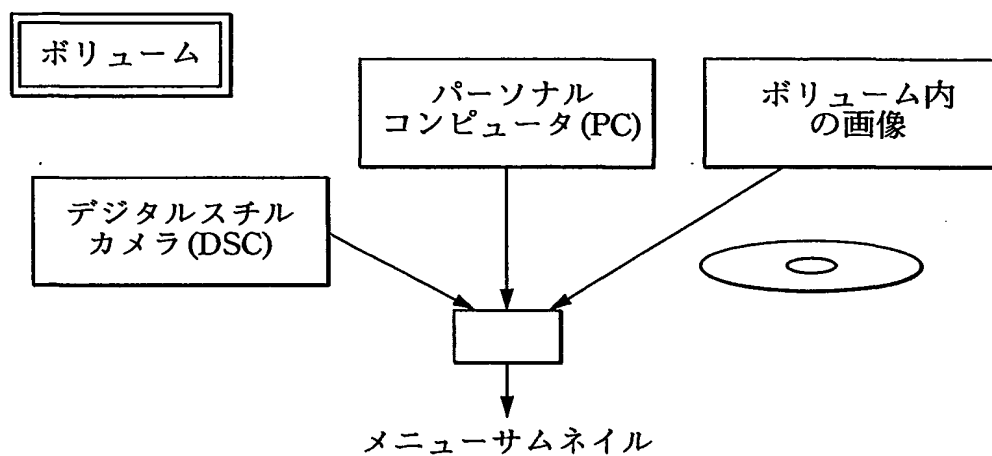 ボリューム
パーソナル
コンピュータ(PC)
ボリューム内
の画像
デジタルスチル
カメラ(DSC)
メニューサムネイル